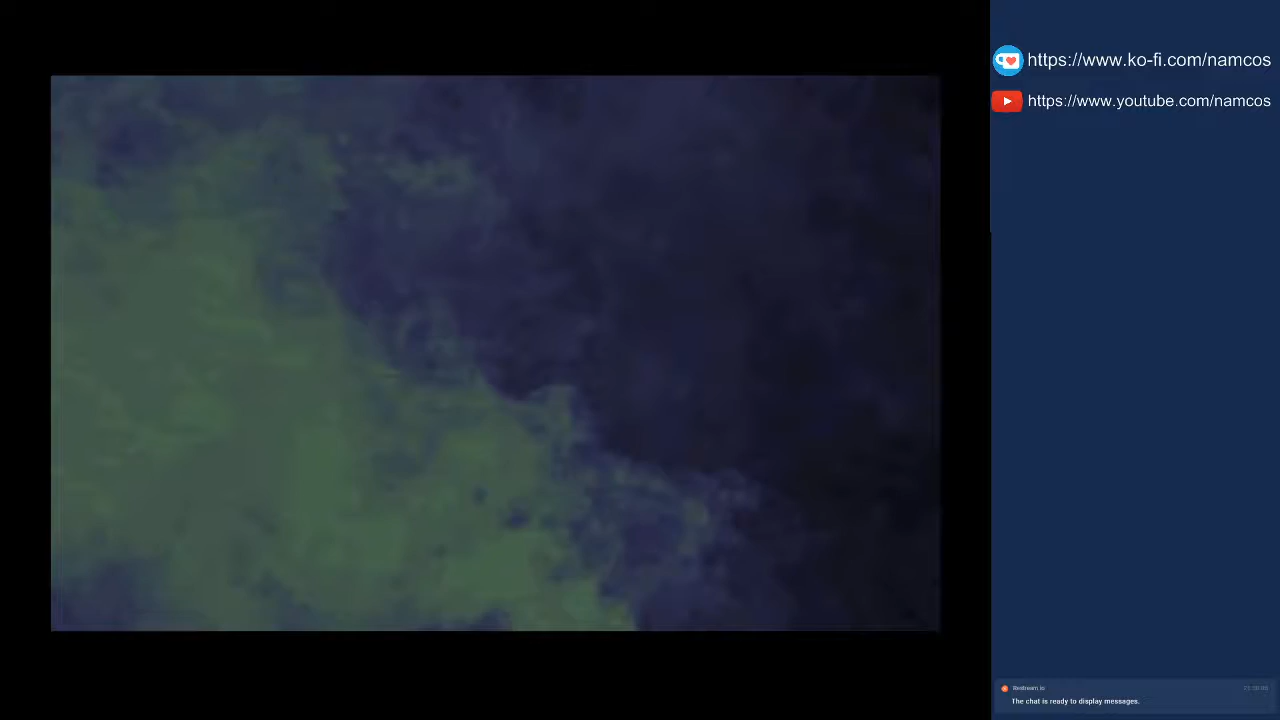 https://www.ko-fi.com/namcos
https://www.youtube.com/namcos
Restream.io
The chat is ready to display messages.